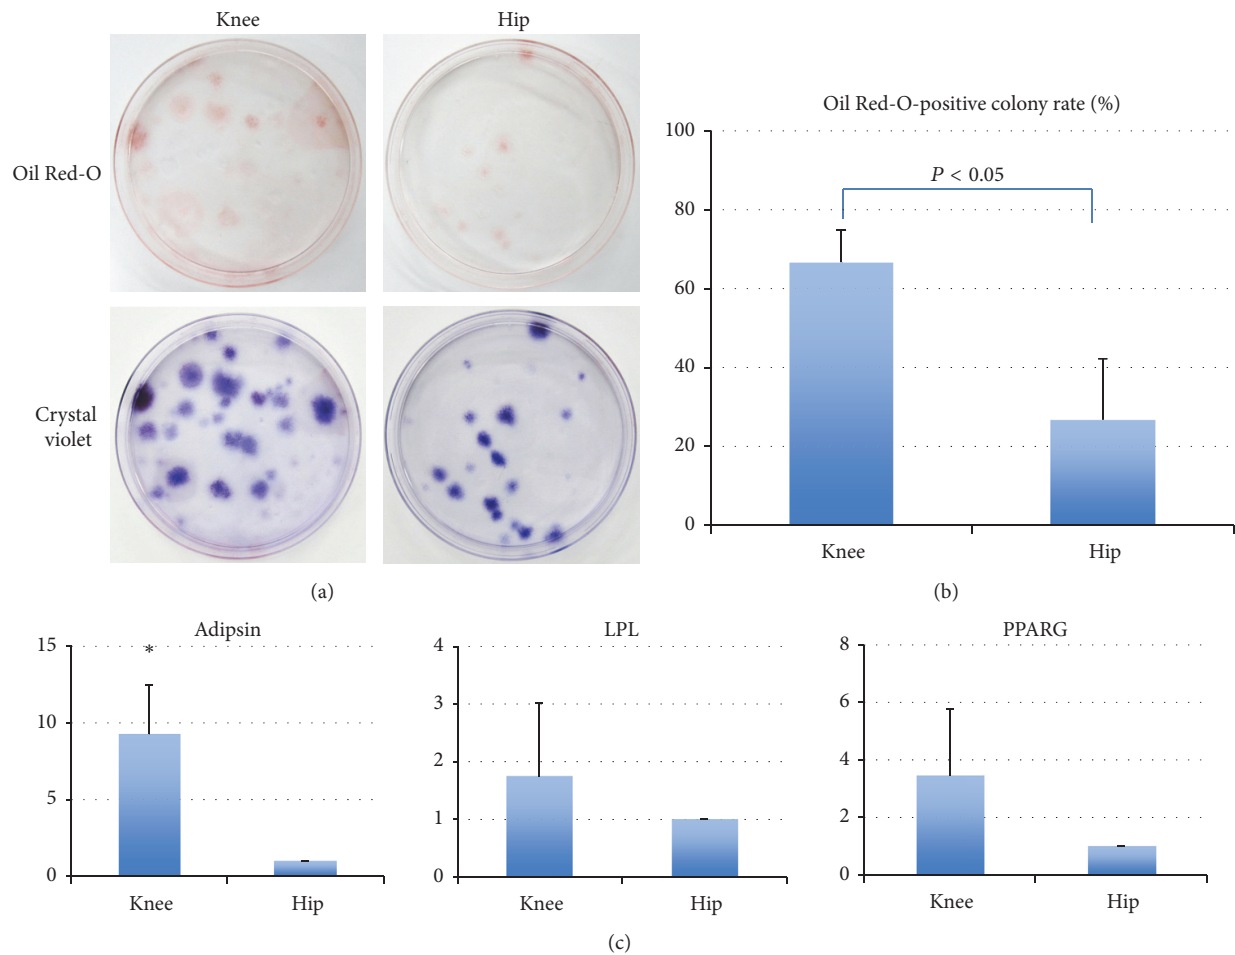 Knee
Hip
Oil Red-O
Crystal
violet
(a)
Oil Red-O-positive colony rate (%)
100
80
60
40
20
0
P < 0.05
Knee
Hip
(b)
Adipsin
15
10
5
0
*
Knee
Hip
LPL
4
3
2
1
0
Knee
Hip
PPARG
8
6
4
2
0
Knee
Hip
(c)